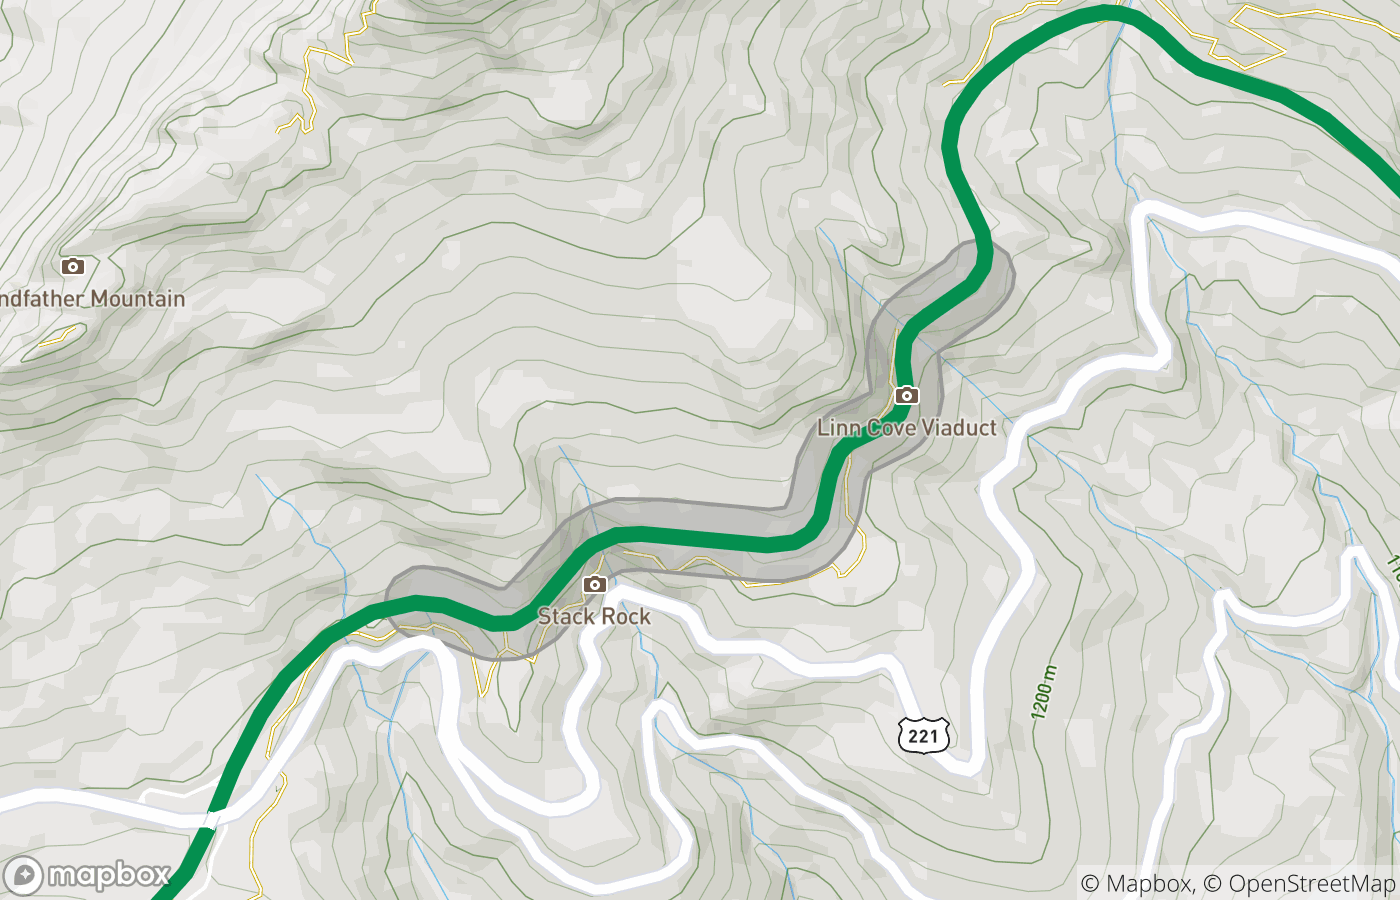 ndfather Mountain
Linn Cove Viaduct
Stack Rock
1200 m
221
mapbox
© Mapbox, © OpenStreetMap